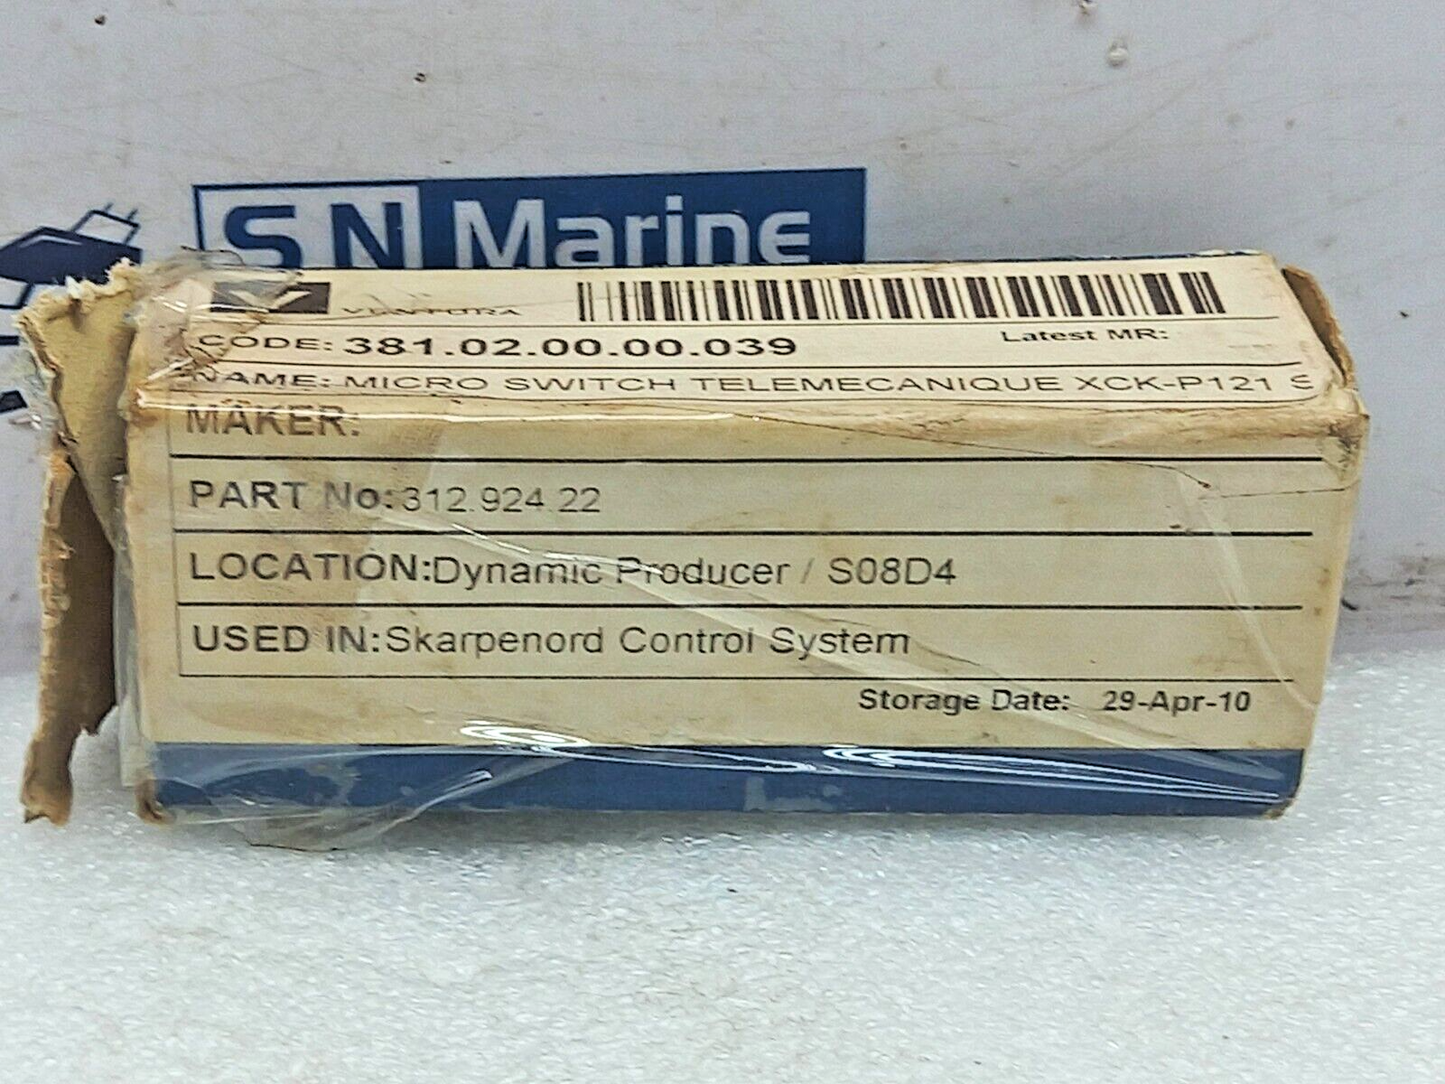 SN Marine
VENTURA
CODE: 381.02.00.00.039 Latest MR:
NAME: MICRO SWITCH TELEMECANIQUE XCK-P121 S
MAKER:
PART No:312.924.22
LOCATION:Dynamic Producer / S08D4
USED IN:Skarpenord Control System
Storage Date: 29-Apr-10